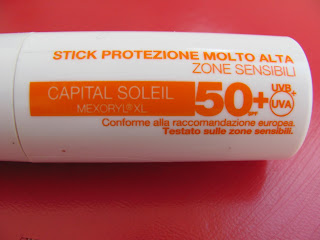 STICK PROTEZIONE MOLTO ALTA
ZONE SENSIBILI
CAPITAL SOLEIL
MEXORYL® XL
50+
SPF
UVB+
UVA
Conforme alla raccomandazione europea.
Testato sulle zone sensibili.